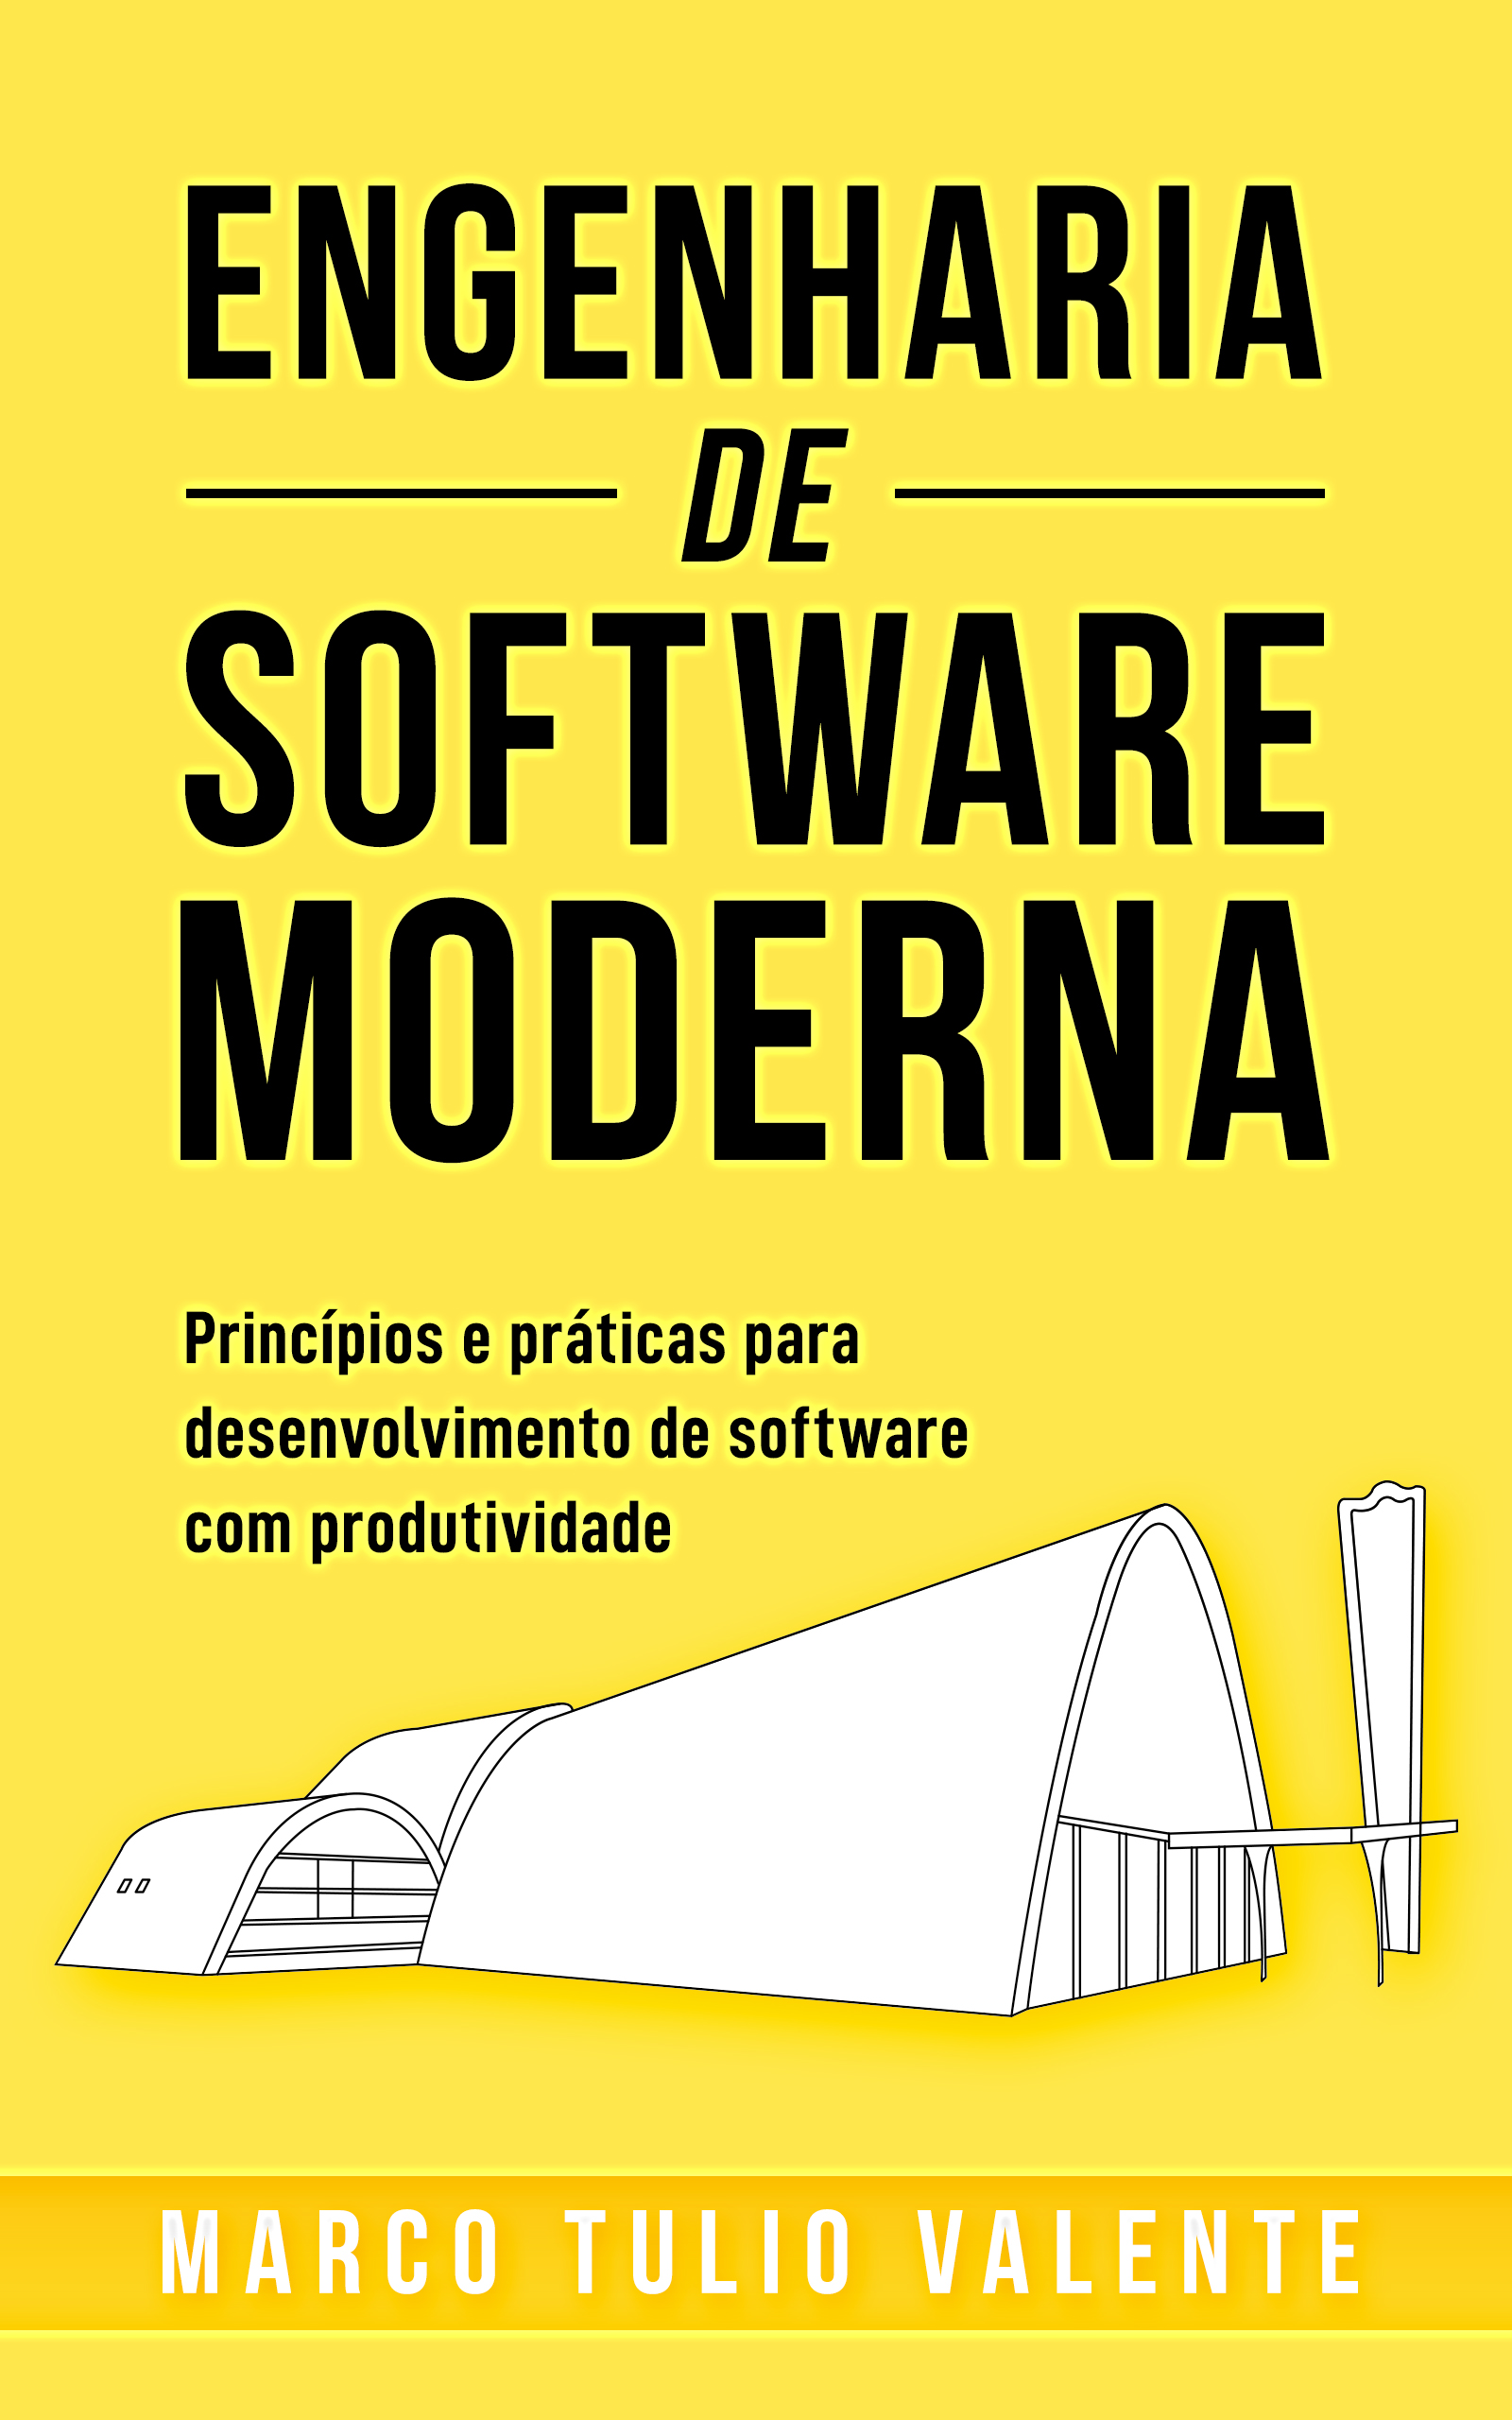 ENGENHARIA
DE
SOFTWARE
MODERNA
Princípios e práticas para
desenvolvimento de software
com produtividade
MARCO TULIO VALENTE